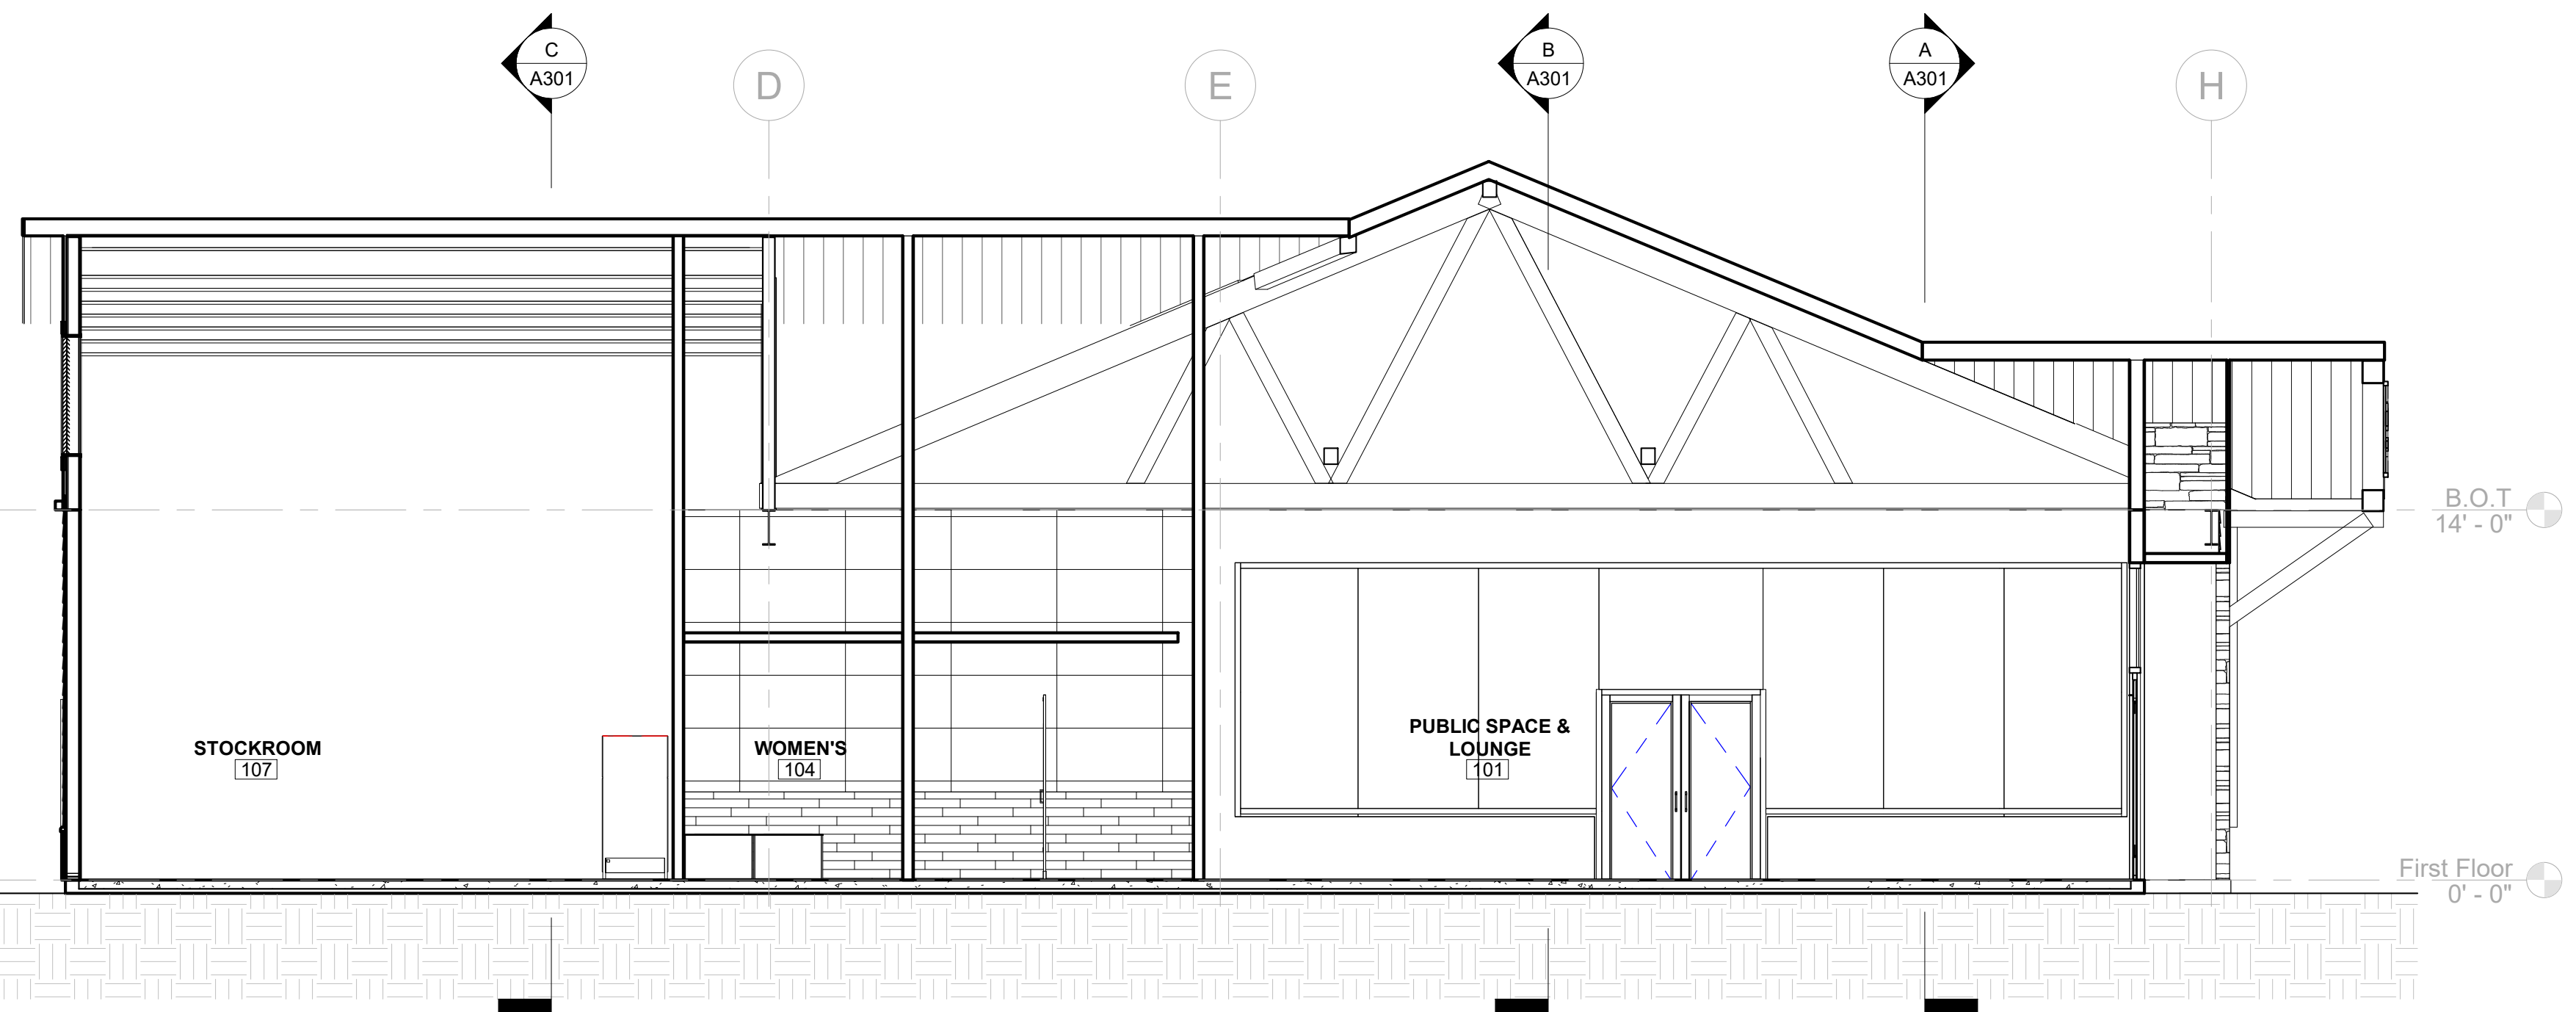 C
A301
D
E
B
A301
A
A301
H
B.O.T
14' - 0"
PUBLIC SPACE &
LOUNGE
101
STOCKROOM
107
WOMEN'S
104
First Floor
0' - 0"